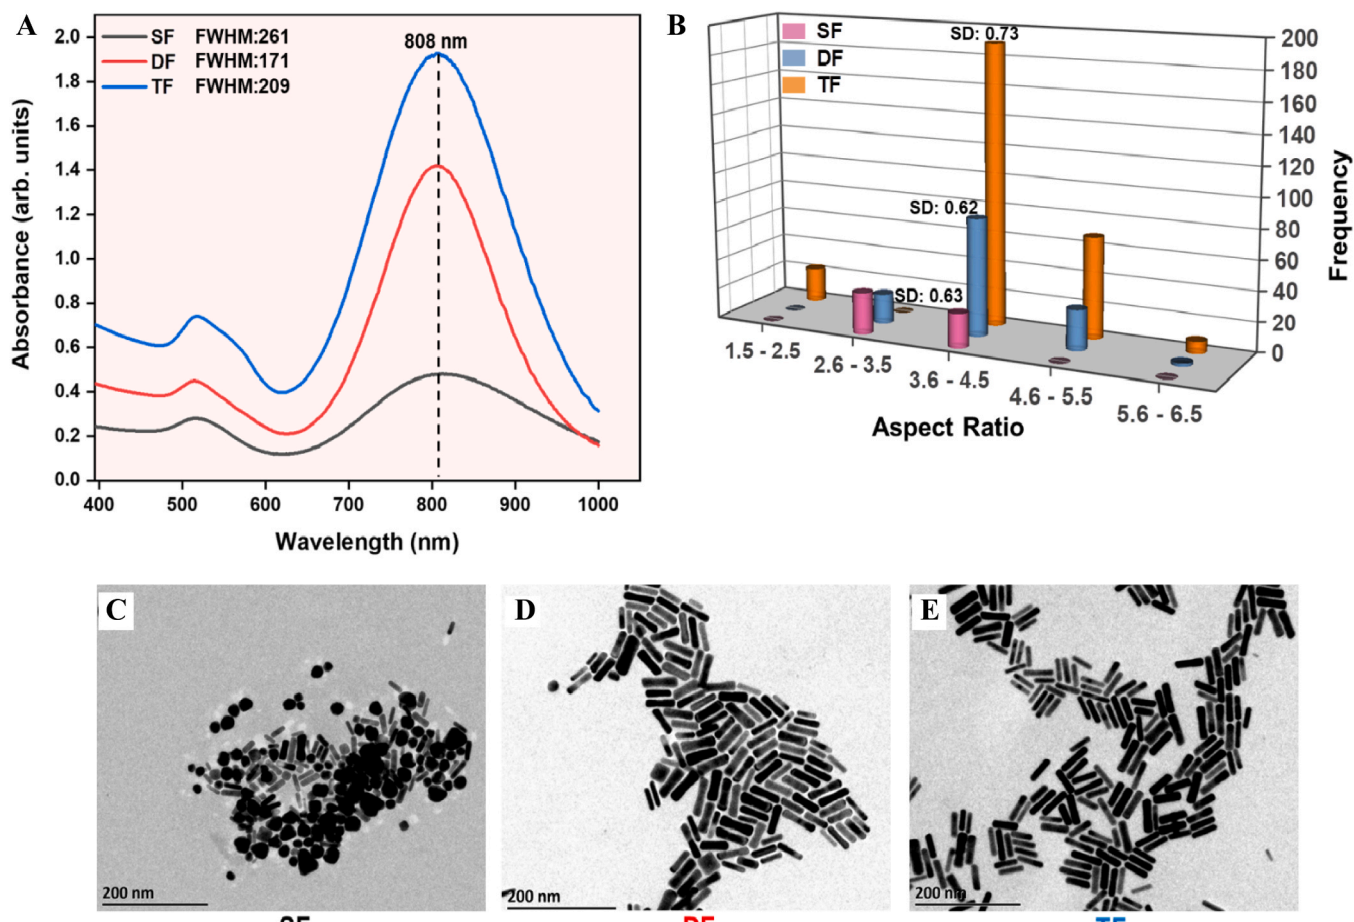 A
SF FWHM:261
DF FWHM:171
TF FWHM:209
808 nm
2.0
1.8
1.6
1.4
1.2
1.0
0.8
0.6
0.4
0.2
0.0
Absorbance (arb. units)
400 500 600 700 800 900 1000
Wavelength (nm)
B
SF
DF
TF
SD: 0.73
SD: 0.62
SD: 0.63
200
180
160
140
120
100
80
60
40
20
0
Frequency
1.5 - 2.5
2.6 - 3.5
3.6 - 4.5
4.6 - 5.5
5.6 - 6.5
Aspect Ratio
C
200 nm
D
200 nm
E
200 nm